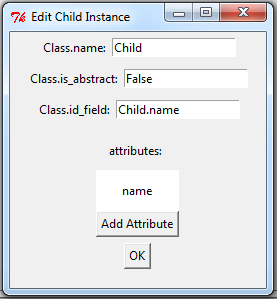 Edit Child Instance
Class.name: Child
Class.is_abstract: False
Class.id_field: Child.name
attributes:
name
Add Attribute
OK